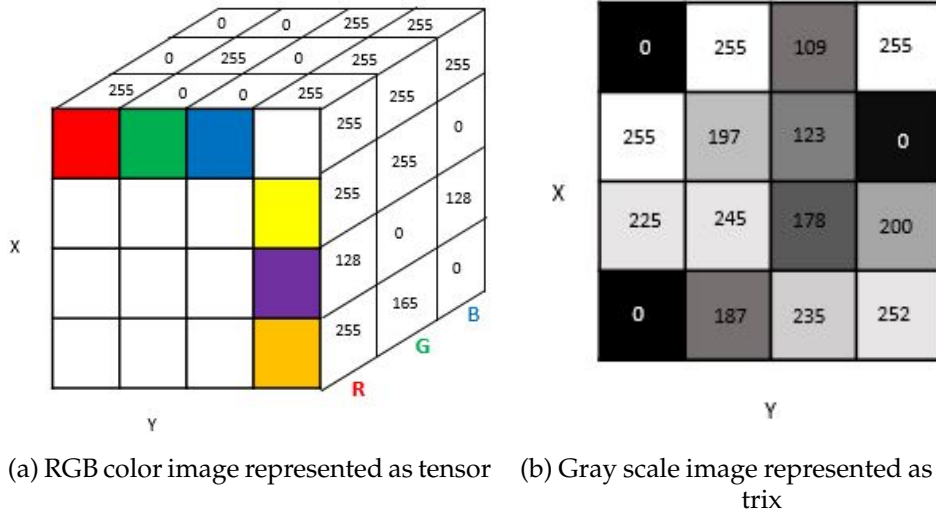 0 0 255 255
0 255 0 255
255 0 0 255
255 255 255
255 255 0
128 0 128
255 165 0
X
R G B
Y
(a) RGB color image represented as tensor
0 255 109 255
255 197 123 0
225 245 178 200
0 187 235 252
X
Y
(b) Gray scale image represented as
trix